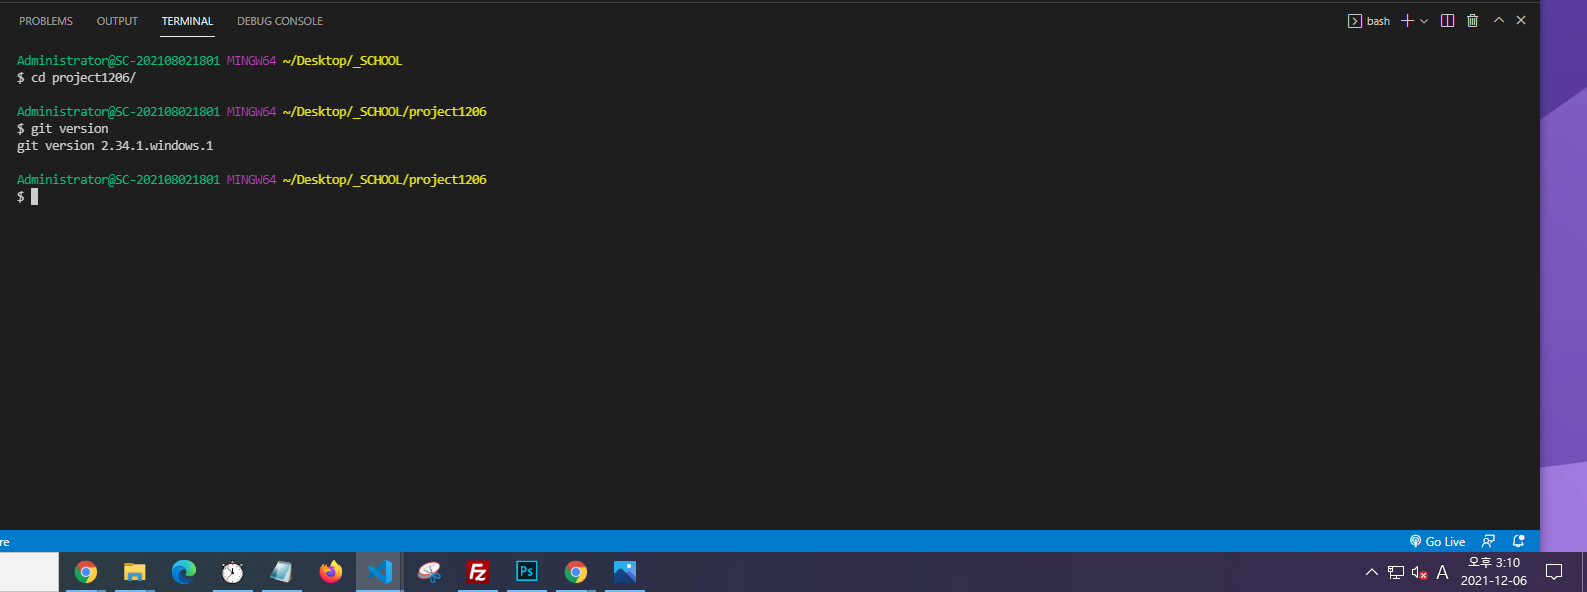 PROBLEMS OUTPUT TERMINAL DEBUG CONSOLE bash
Administrator@SC-202108021801 MINGW64 ~/Desktop/_SCHOOL
$ cd project1206/
Administrator@SC-202108021801 MINGW64 ~/Desktop/_SCHOOL/project1206
$ git version
git version 2.34.1.windows.1
Administrator@SC-202108021801 MINGW64 ~/Desktop/_SCHOOL/project1206
$
re Go Live
Fz Ps A 오후 3:10
2021-12-06